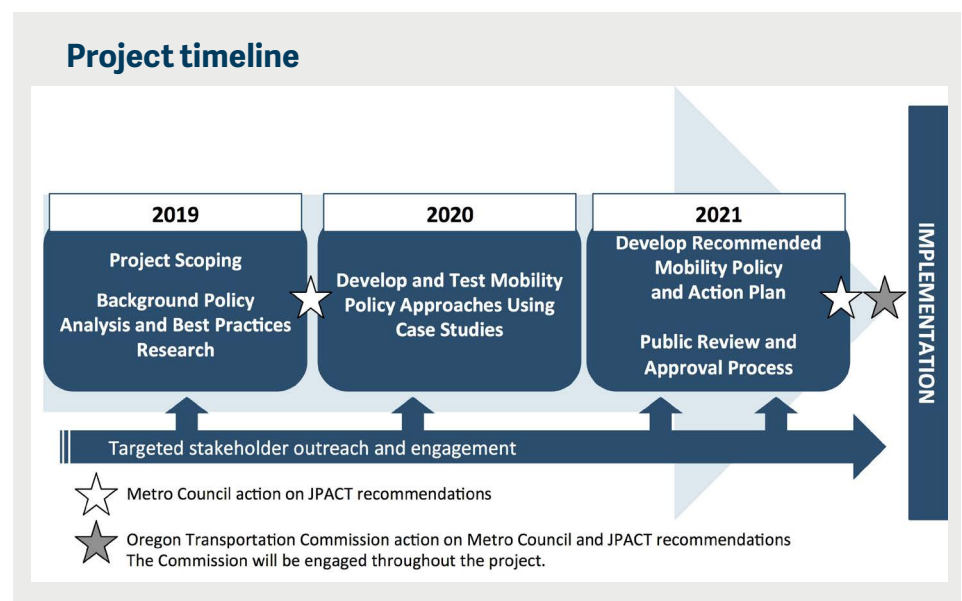 Project timeline
2019
Project Scoping
Background Policy
Analysis and Best Practices
Research
2020
Develop and Test Mobility
Policy Approaches Using
Case Studies
2021
Develop Recommended
Mobility Policy
and Action Plan
Public Review and
Approval Process
IMPLEMENTATION
Targeted stakeholder outreach and engagement
Metro Council action on JPACT recommendations
Oregon Transportation Commission action on Metro Council and JPACT recommendations
The Commission will be engaged throughout the project.